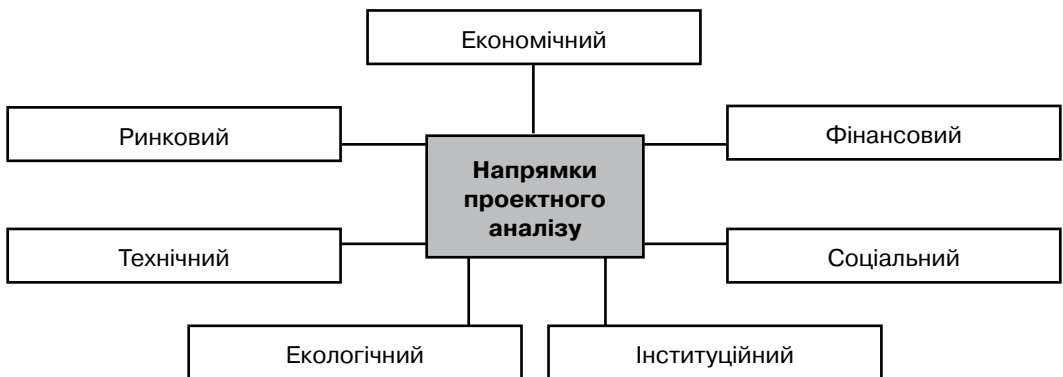 Економічний
Ринковий
Фінансовий
Напрямки
проектного
аналізу
Технічний
Соціальний
Екологічний
Інституційний